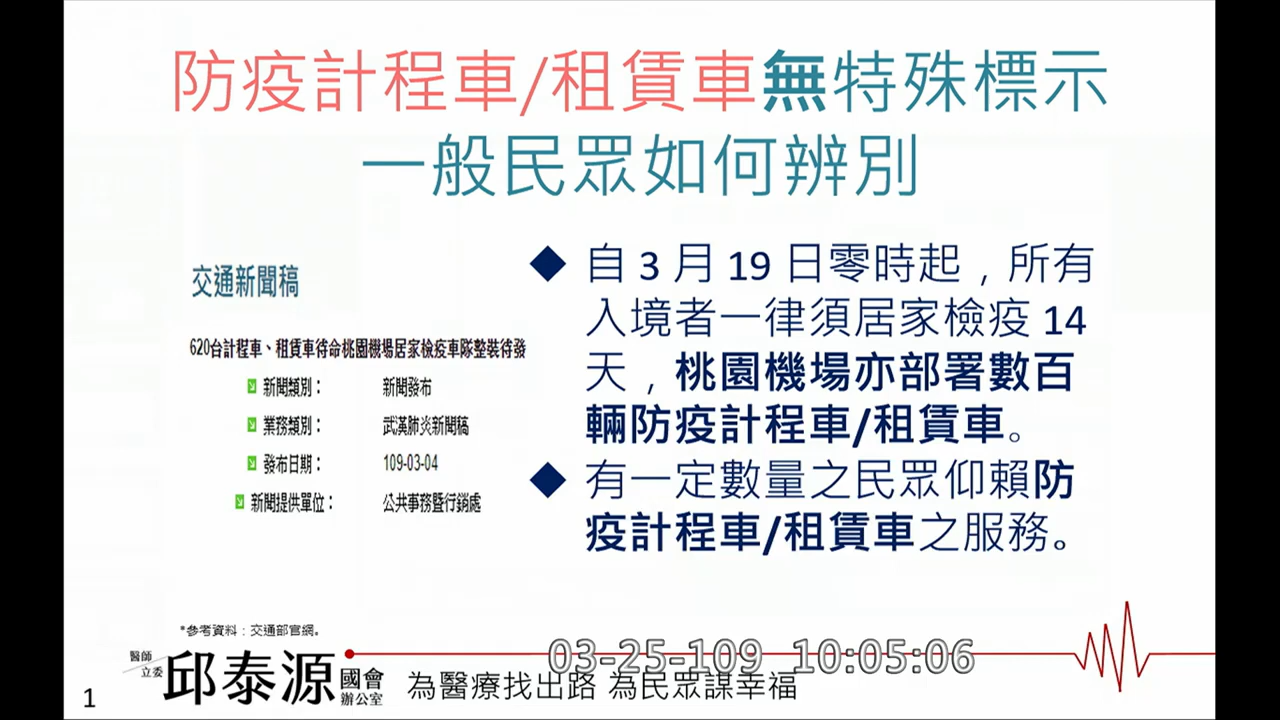 防疫計程車/租賃車無特殊標示
一般民眾如何辨別
交通新聞稿
620台計程車、租賃車待命桃園機場居家檢疫車隊整裝待發
新聞類別： 新聞發布
業務類別： 武漢肺炎新聞稿
發布日期： 109-03-04
新聞提供單位： 公共事務暨行銷處
◆ 自 3 月 19 日零時起，所有
入境者一律須居家檢疫 14
天，桃園機場亦部署數百
輛防疫計程車/租賃車。
◆ 有一定數量之民眾仰賴防
疫計程車/租賃車之服務。
*參考資料：交通部官網。
03-25-109 10:05:06
醫師
立委
邱泰源
國會
辦公室
為醫療找出路 為民眾謀幸福
1